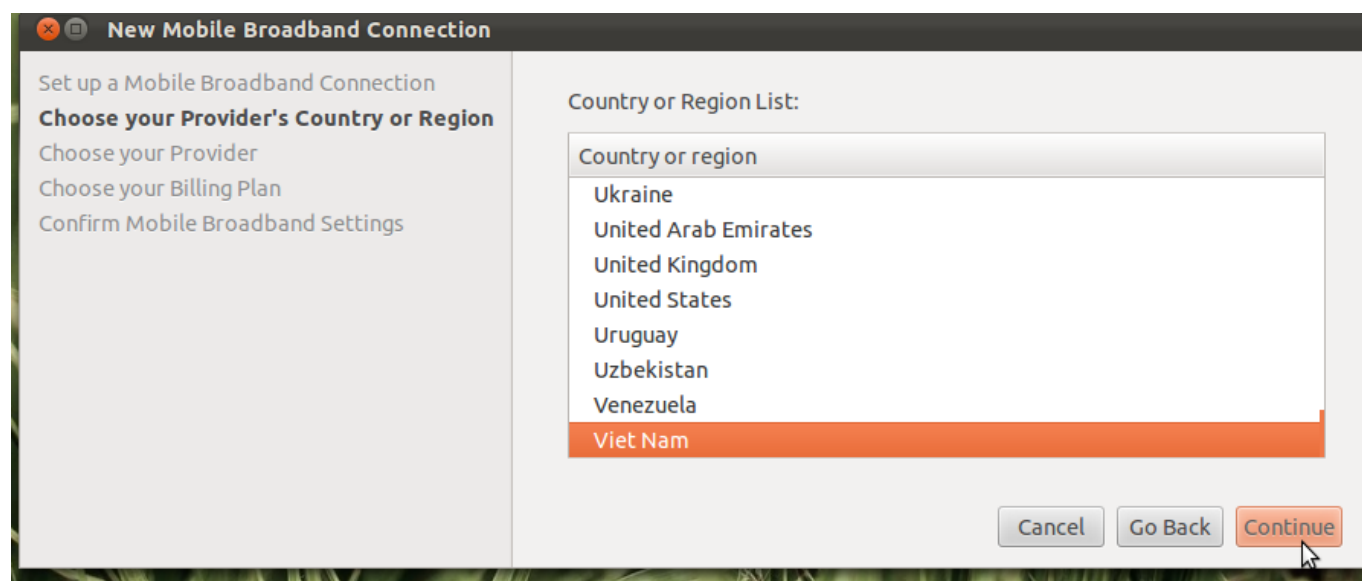 New Mobile Broadband Connection
Set up a Mobile Broadband Connection
Choose your Provider's Country or Region
Choose your Provider
Choose your Billing Plan
Confirm Mobile Broadband Settings
Country or Region List:
Country or region
Ukraine
United Arab Emirates
United Kingdom
United States
Uruguay
Uzbekistan
Venezuela
Viet Nam
Cancel Go Back Continue